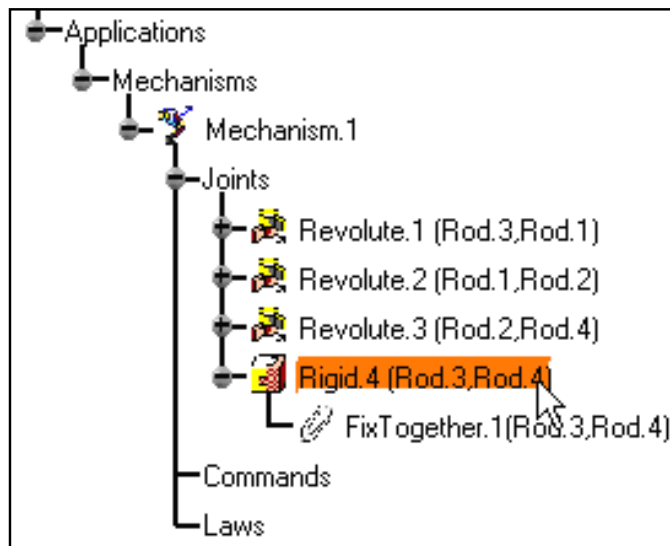 Applications
Mechanisms
Mechanism.1
Joints
Revolute.1 (Rod.3,Rod.1)
Revolute.2 (Rod.1,Rod.2)
Revolute.3 (Rod.2,Rod.4)
Rigid.4 (Rod.3,Rod.4)
FixTogether.1(Rod.3,Rod.4)
Commands
Laws